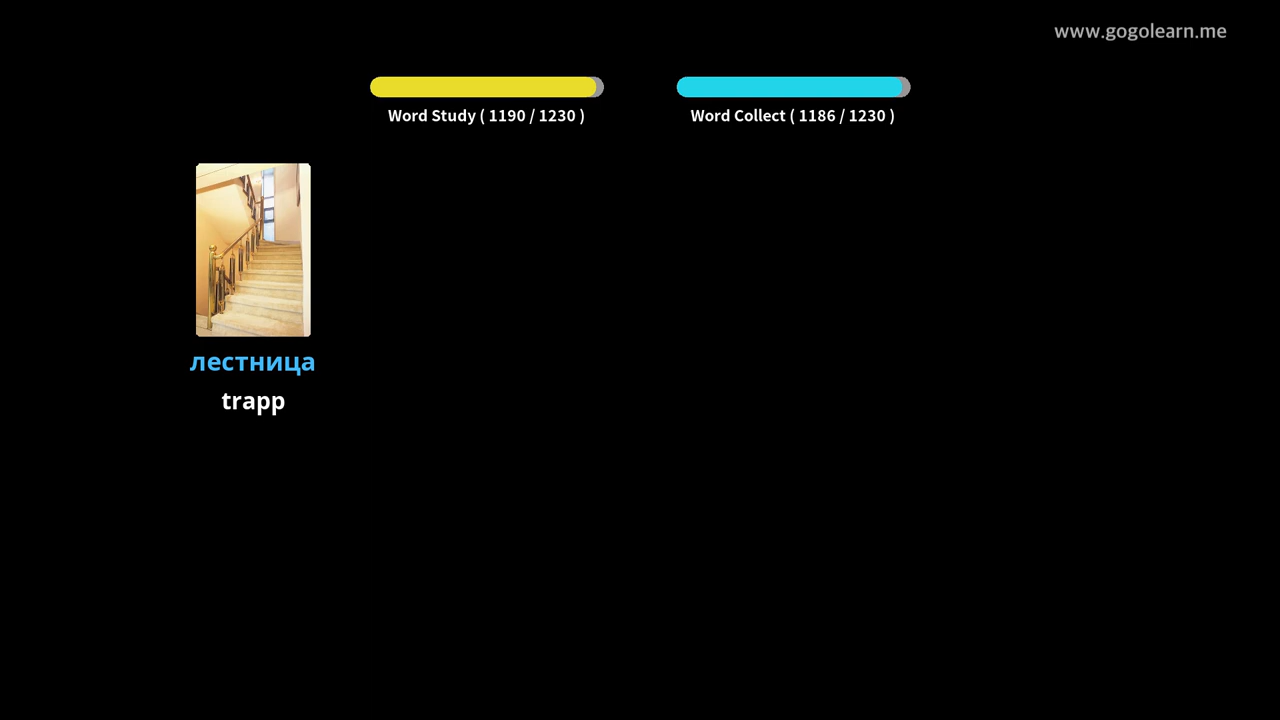 www.gogolearn.me
Word Study ( 1190 / 1230 )
Word Collect ( 1186 / 1230 )
лестница
trapp